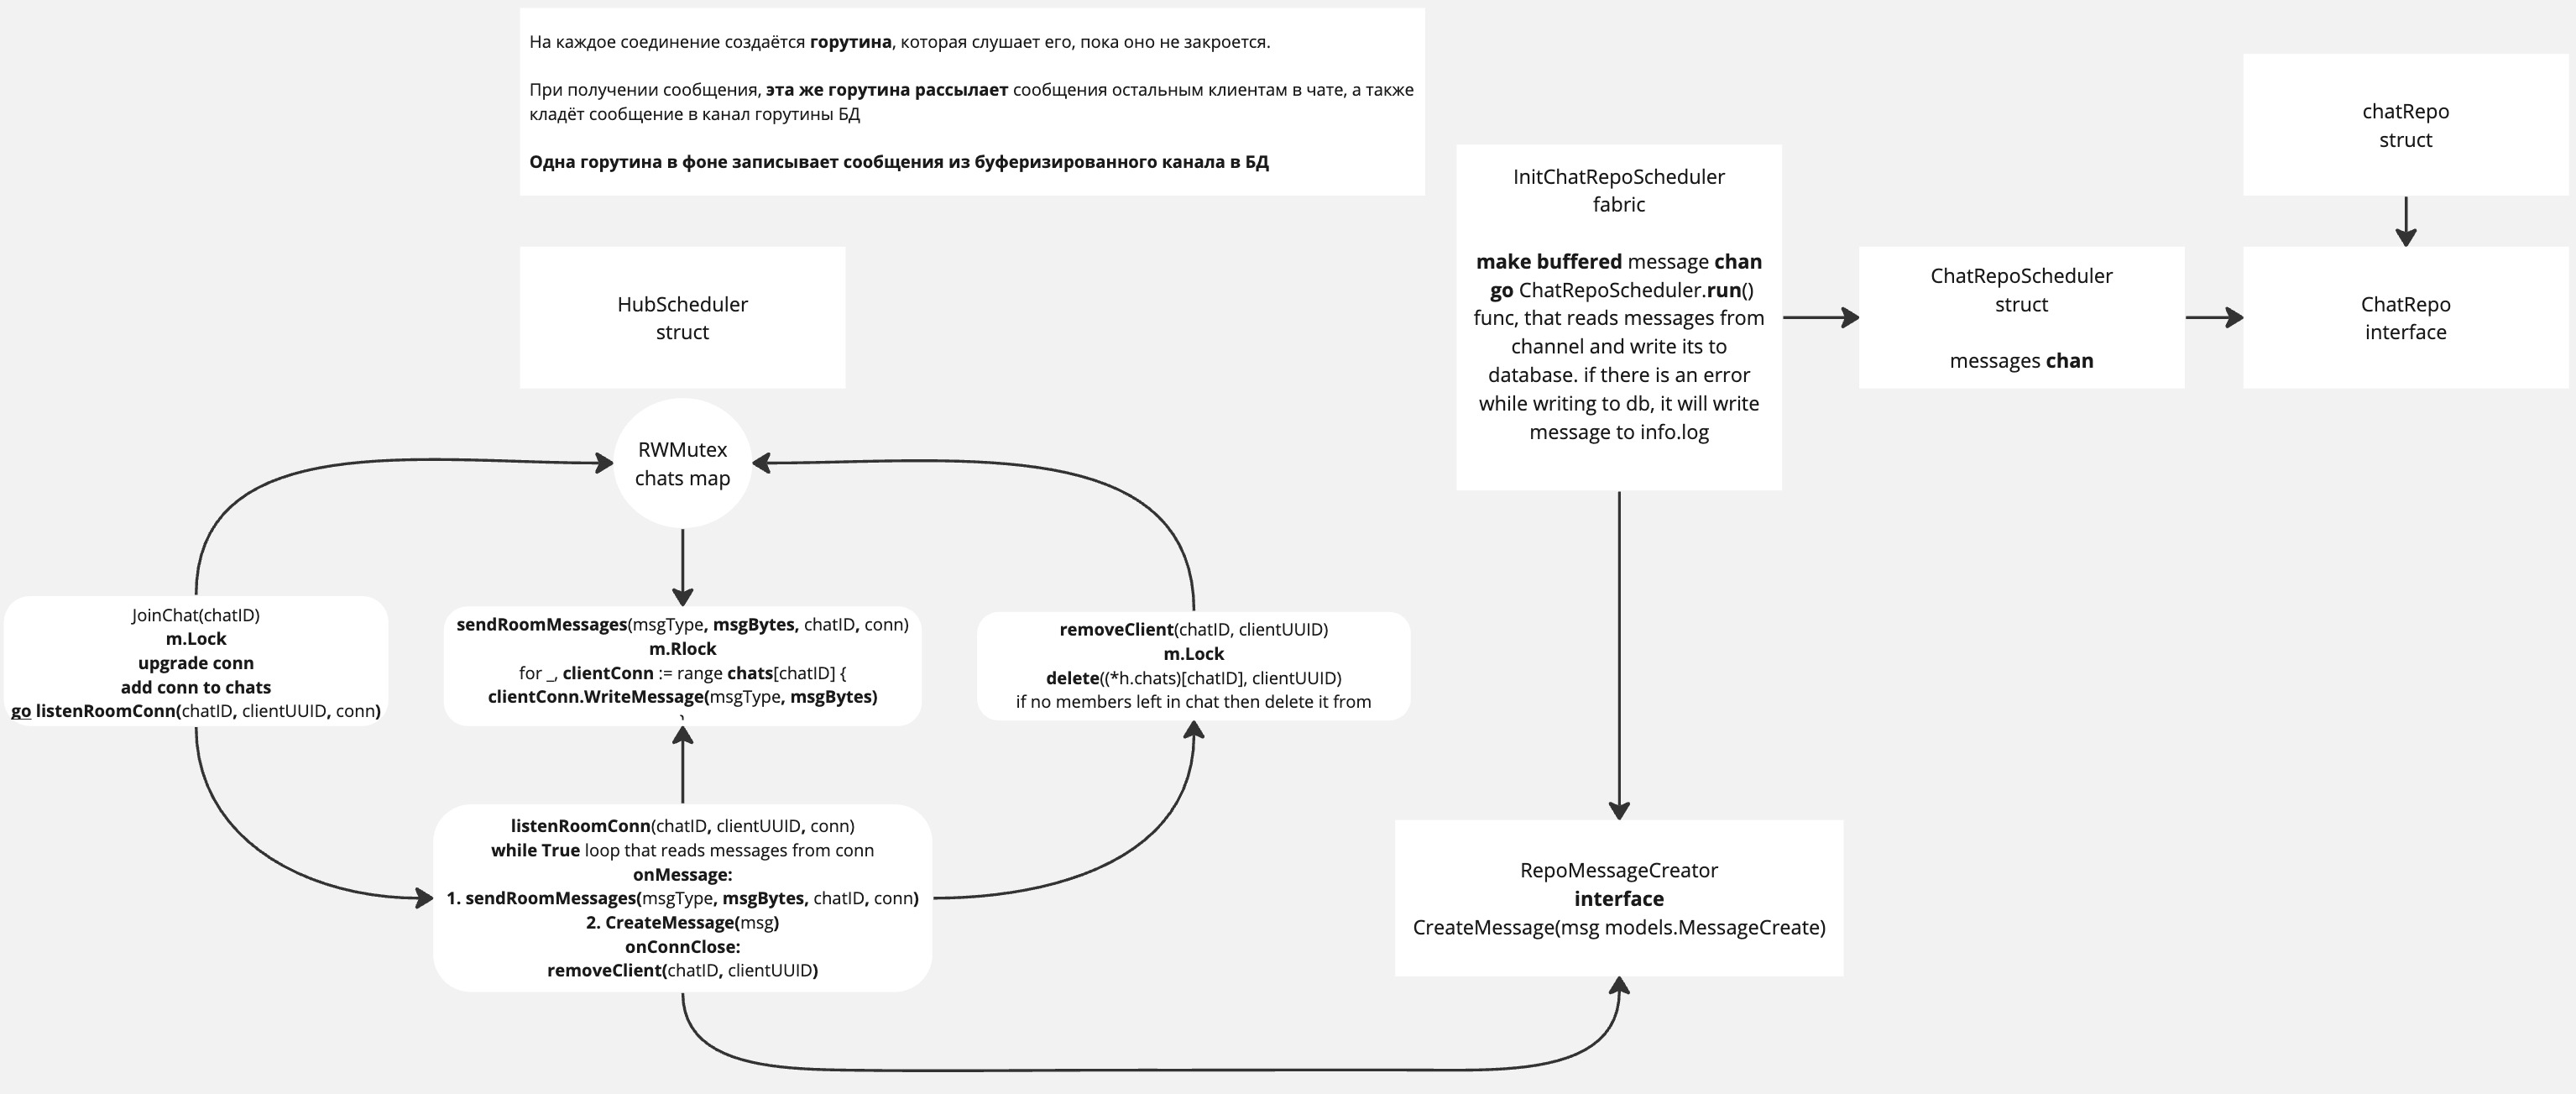 На каждое соединение создаётся горутина, которая слушает его, пока оно не закроется.
При получении сообщения, эта же горутина рассылает сообщения остальным клиентам в чате, а также
кладёт сообщение в канал горутины БД
Одна горутина в фоне записывает сообщения из буферизированного канала в БД
HubScheduler
struct
RWMutex
chats map
JoinChat(chatID)
m.Lock
upgrade conn
add conn to chats
go listenRoomConn(chatID, clientUUID, conn)
sendRoomMessages(msgType, msgBytes, chatID, conn)
m.Rlock
for _, clientConn := range chats[chatID] {
clientConn.WriteMessage(msgType, msgBytes)
removeClient(chatID, clientUUID)
m.Lock
delete((*h.chats)[chatID], clientUUID)
if no members left in chat then delete it from
listenRoomConn(chatID, clientUUID, conn)
while True loop that reads messages from conn
onMessage:
1. sendRoomMessages(msgType, msgBytes, chatID, conn)
2. CreateMessage(msg)
onConnClose:
removeClient(chatID, clientUUID)
InitChatRepoScheduler
fabric
make buffered message chan
go ChatRepoScheduler.run()
func, that reads messages from
channel and write its to
database. if there is an error
while writing to db, it will write
message to info.log
ChatRepoScheduler
struct
messages chan
chatRepo
struct
ChatRepo
interface
RepoMessageCreator
interface
CreateMessage(msg models.MessageCreate)